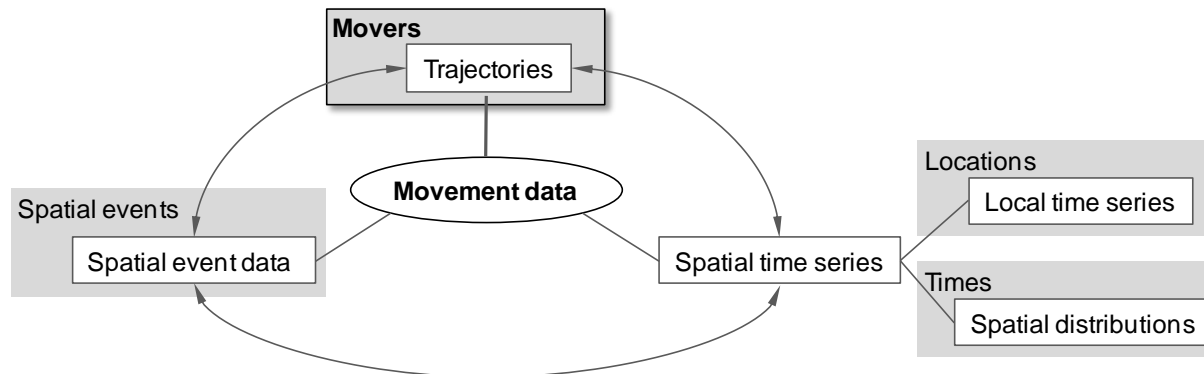 Movers
Trajectories
Movement data
Spatial events
Spatial event data
Spatial time series
Locations
Local time series
Times
Spatial distributions